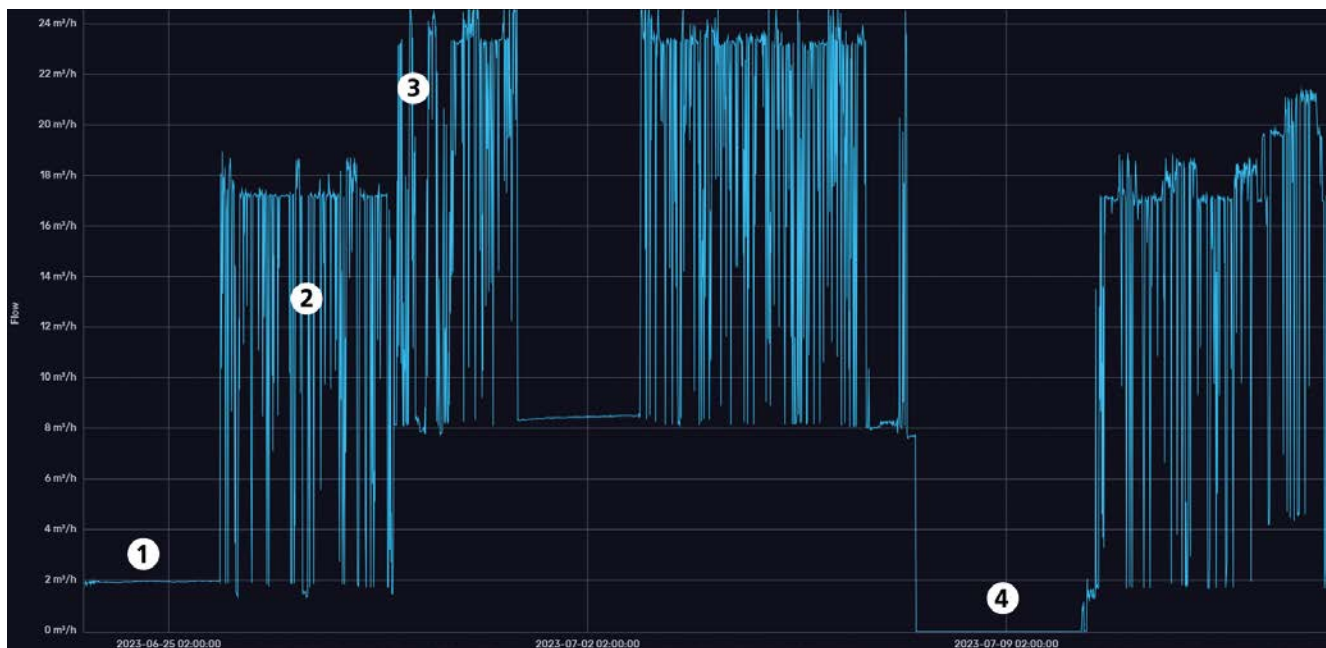 24 m³/h
22 m³/h
3
20 m³/h
18 m³/h
16 m³/h
14 m³/h
2
Flow
12 m³/h
10 m³/h
8 m³/h
6 m³/h
4 m³/h
1
2 m³/h
4
0 m³/h
2023-06-25 02:00:00
2023-07-02 02:00:00
2023-07-09 02:00:00